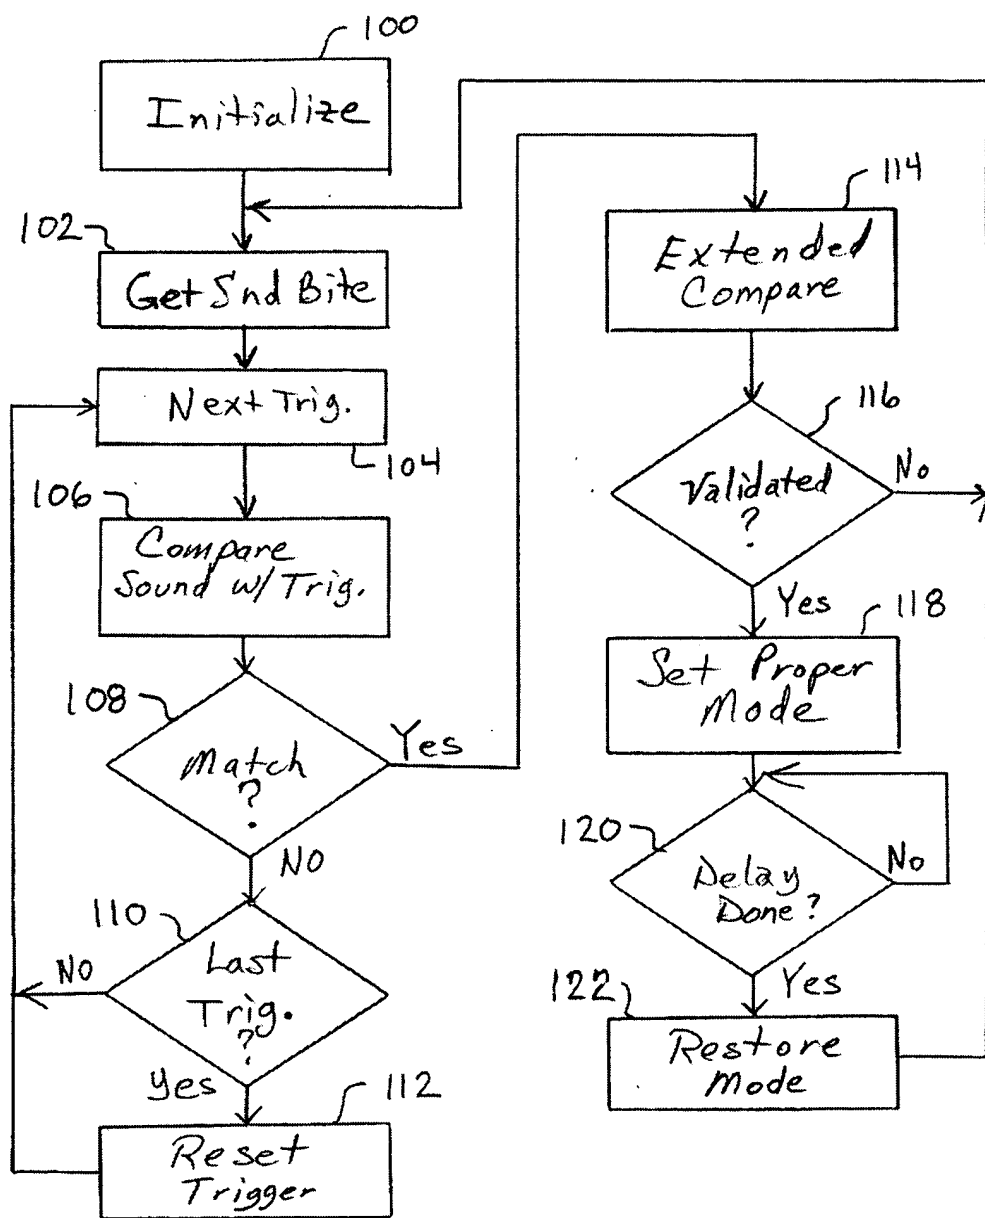 100
Initialize
102
Get Snd Bite
Next Trig.
104
106
Compare
Sound w/ Trig.
108
Match
?
Yes
No
110
Last
Trig.
?
No
Yes
112
Reset
Trigger
114
Extended
Compare
116
Validated
?
No
Yes
118
Set Proper
Mode
120
Delay
Done?
No
Yes
122
Restore
Mode